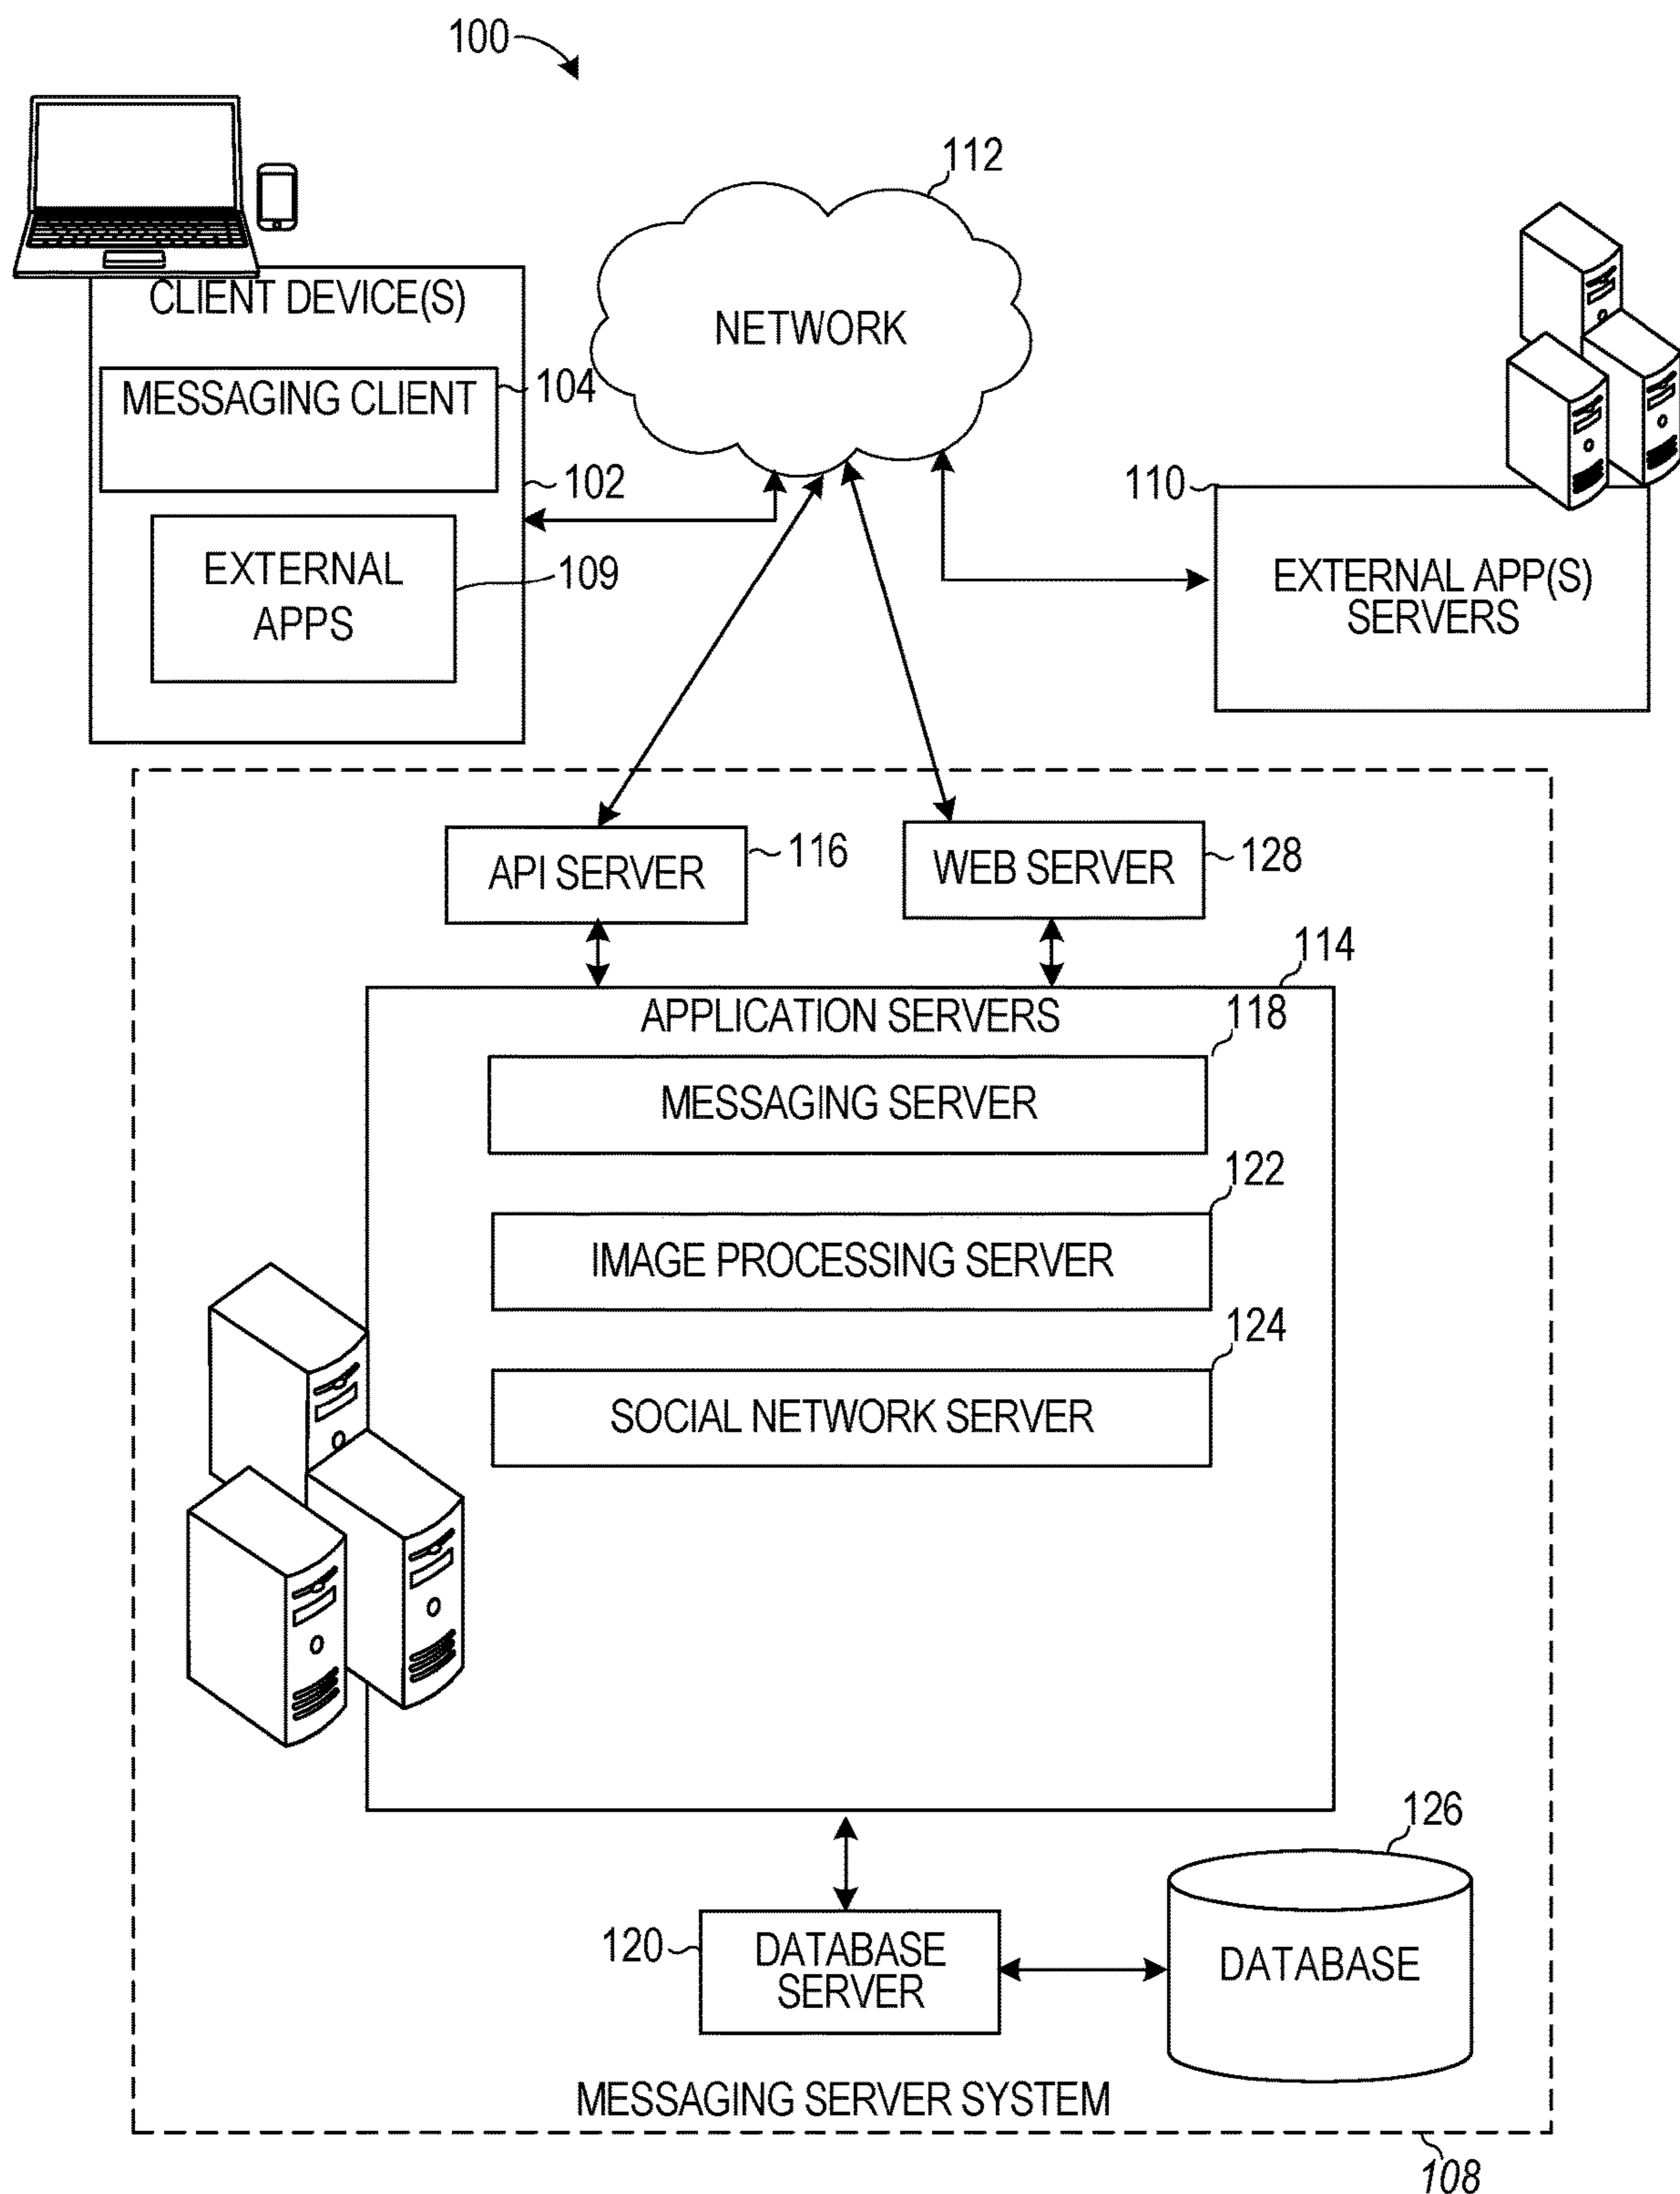 100
112
CLIENT DEVICE(S)
NETWORK
MESSAGING CLIENT
104
102
110
EXTERNAL
APPS
109
EXTERNAL APP(S)
SERVERS
API SERVER
116
WEB SERVER
128
114
APPLICATION SERVERS
118
MESSAGING SERVER
122
IMAGE PROCESSING SERVER
124
SOCIAL NETWORK SERVER
126
120
DATABASE
SERVER
DATABASE
MESSAGING SERVER SYSTEM
108